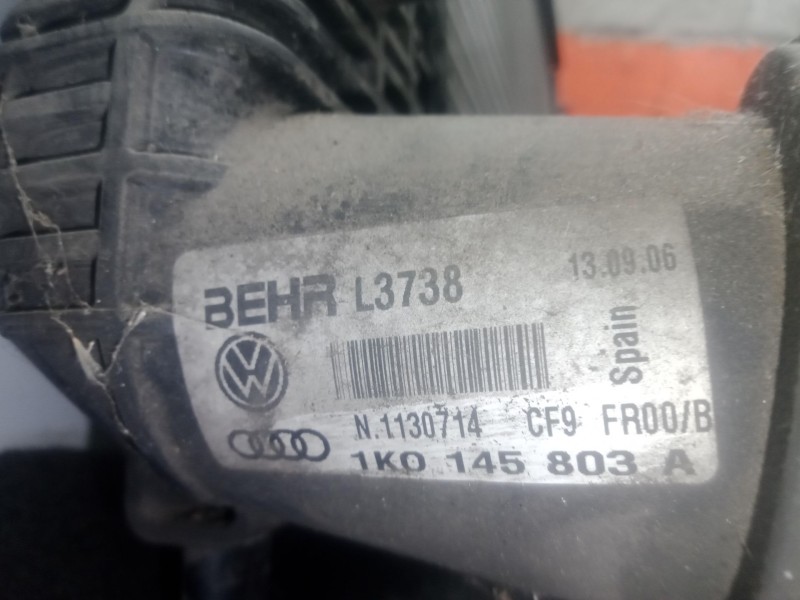 BEHR L3738 13.09.06
Spain
N.1130714 CF9 FR00/B
1K0 145 803 A